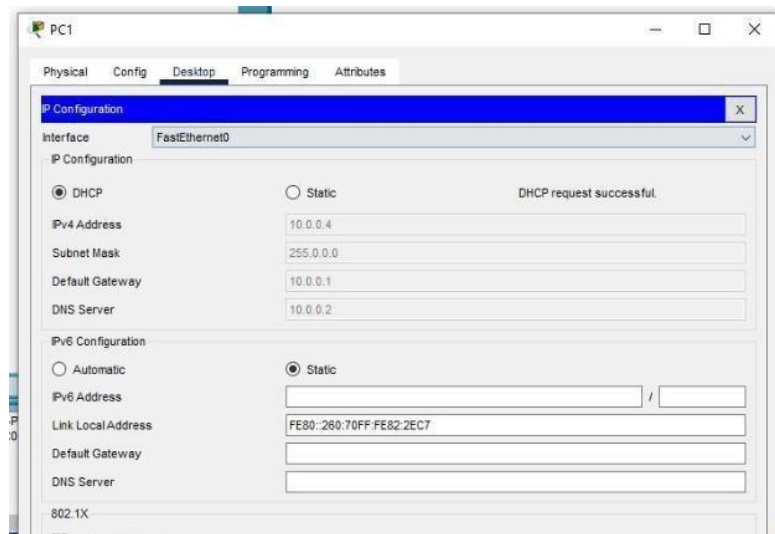 PC1
Physical Config Desktop Programming Attributes
IP Configuration X
Interface FastEthernet0
IP Configuration
DHCP Static DHCP request successful.
IPv4 Address 10.0.0.4
Subnet Mask 255.0.0.0
Default Gateway 10.0.0.1
DNS Server 10.0.0.2
IPv6 Configuration
Automatic Static
IPv6 Address /
Link Local Address FE80::260:70FF:FE82:2EC7
Default Gateway
DNS Server
802.1X